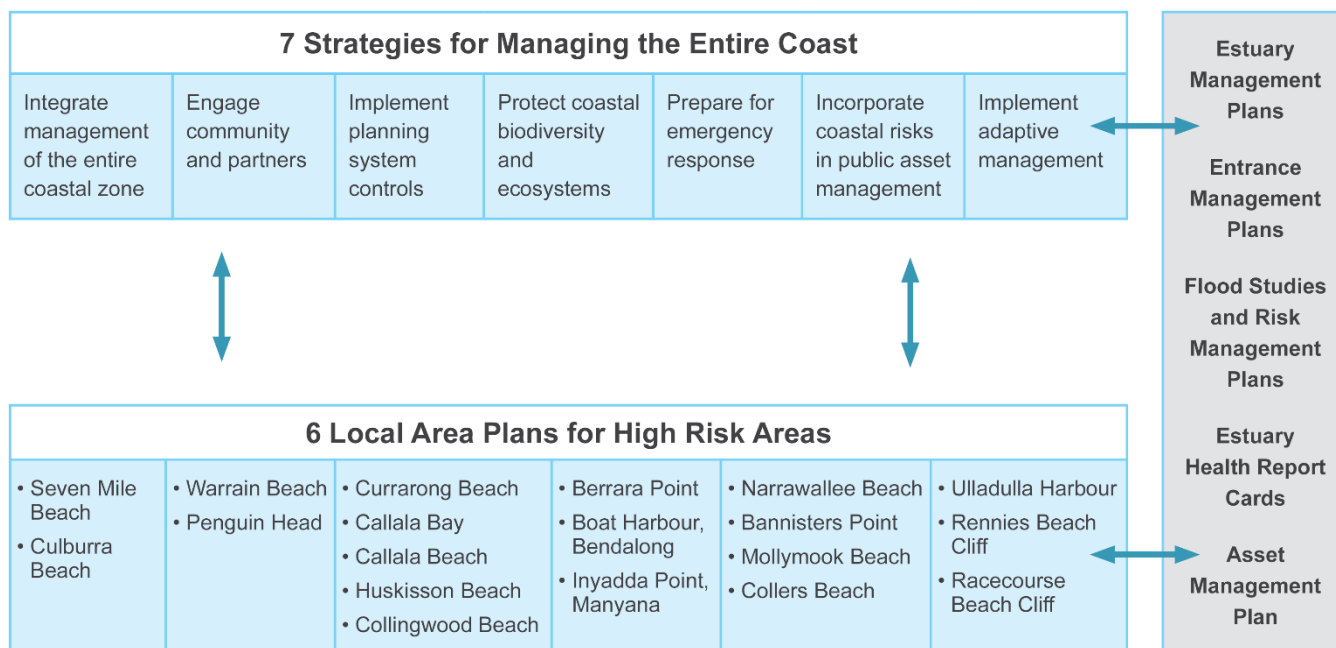 7 Strategies for Managing the Entire Coast
Integrate
management
of the entire
coastal zone
Engage
community
and partners
Implement
planning
system
controls
Protect coastal
biodiversity
and
ecosystems
Prepare for
emergency
response
Incorporate
coastal risks
in public asset
management
Implement
adaptive
management
6 Local Area Plans for High Risk Areas
• Seven Mile
Beach
• Culburra
Beach
• Warrain Beach
• Penguin Head
• Currarong Beach
• Callala Bay
• Callala Beach
• Huskisson Beach
• Collingwood Beach
• Berrara Point
• Boat Harbour,
Bendalong
• Inyadda Point,
Manyana
• Narrawallee Beach
• Bannisters Point
• Mollymook Beach
• Collers Beach
• Ulladulla Harbour
• Rennies Beach
Cliff
• Racecourse
Beach Cliff
Estuary
Management
Plans
Entrance
Management
Plans
Flood Studies
and Risk
Management
Plans
Estuary
Health Report
Cards
Asset
Management
Plan